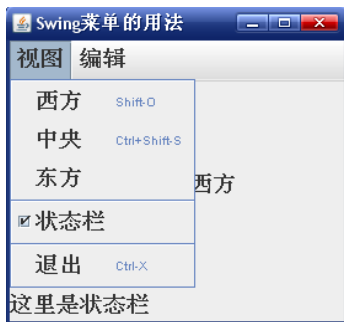 Swing菜单的用法
视图 编辑
西方 Shift-O
中央 Ctrl+Shift-S
东方
西方
状态栏
退出 Ctrl-X
这里是状态栏